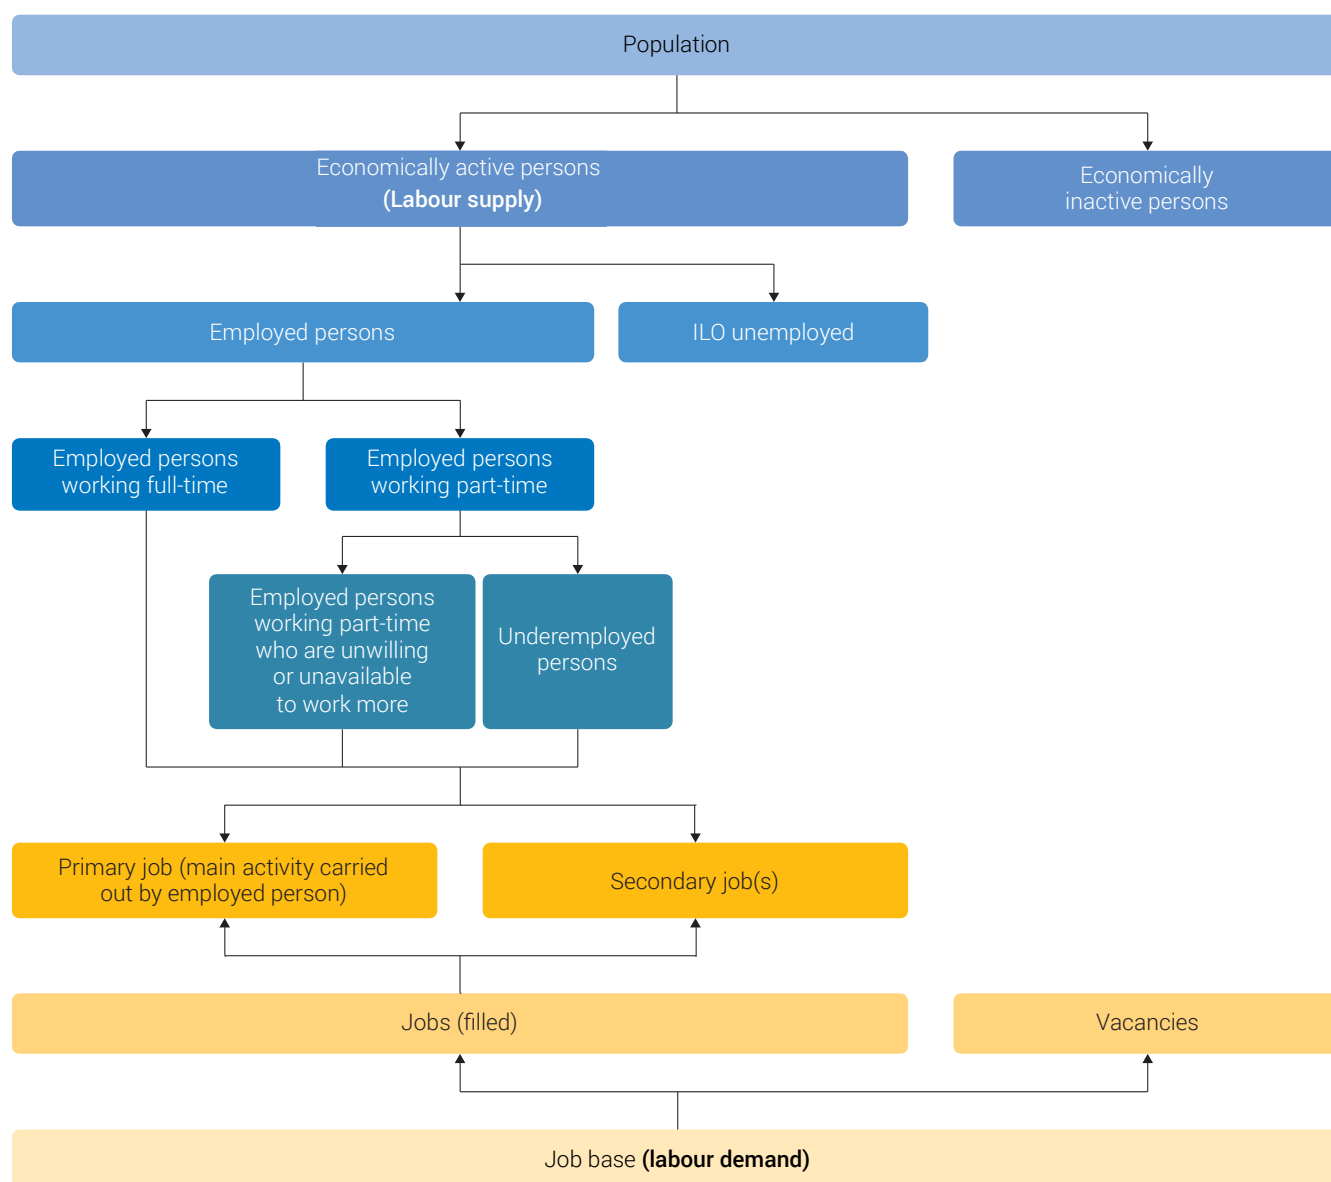 Population
Economically active persons
(Labour supply)
Economically
inactive persons
Employed persons
ILO unemployed
Employed persons
working full-time
Employed persons
working part-time
Employed persons
working part-time
who are unwilling
or unavailable
to work more
Underemployed
persons
Primary job (main activity carried
out by employed person)
Secondary job(s)
Jobs (filled)
Vacancies
Job base (labour demand)